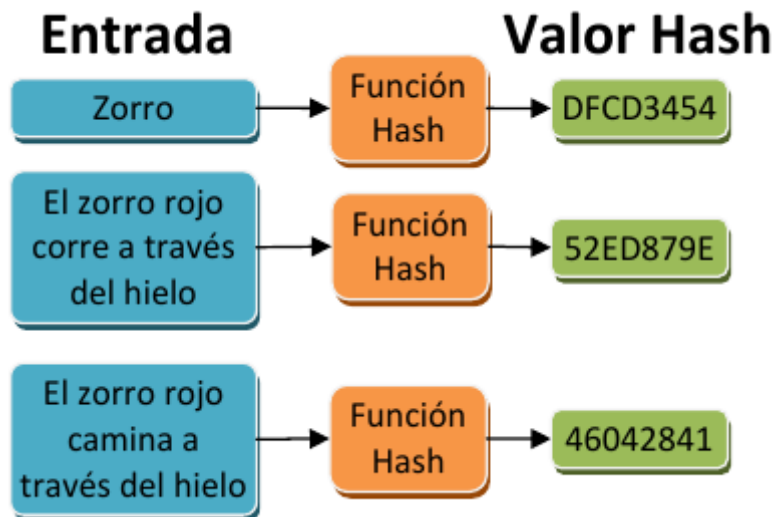 Entrada
Valor Hash
Zorro
Función
Hash
DFCD3454
El zorro rojo
corre a través
del hielo
Función
Hash
52ED879E
El zorro rojo
camina a
través del hielo
Función
Hash
46042841